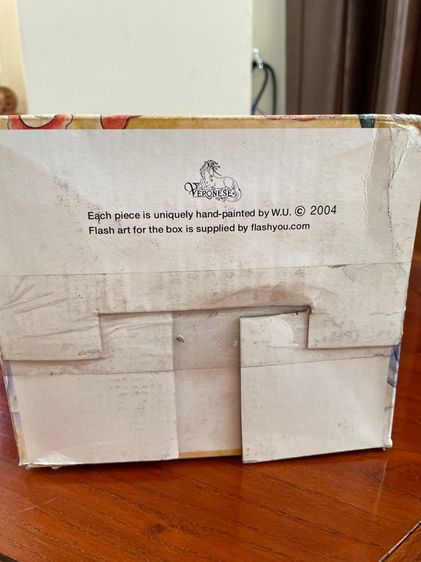 VERONESE
Each piece is uniquely hand-painted by W.U. © 2004
Flash art for the box is supplied by flashyou.com